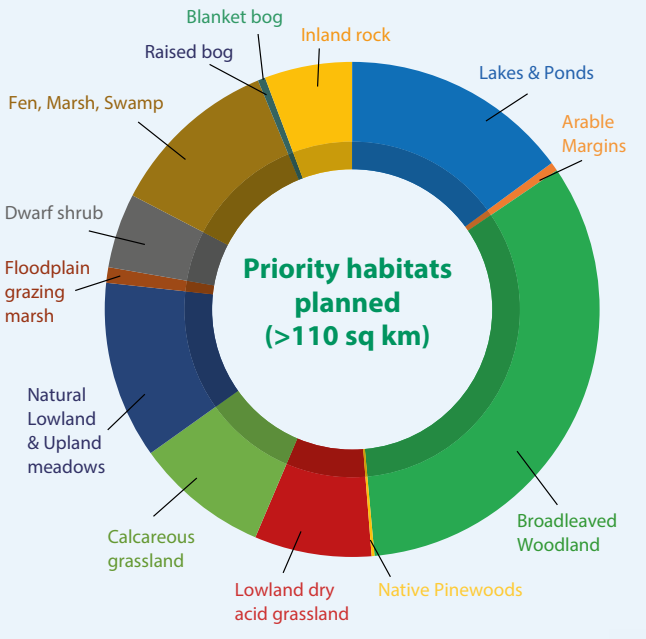 Blanket bog
Inland rock
Raised bog
Lakes & Ponds
Fen, Marsh, Swamp
Arable
Margins
Dwarf shrub
Priority habitats
planned
(>110 sq km)
Floodplain
grazing
marsh
Natural
Lowland
& Upland
meadows
Broadleaved
Woodland
Calcareous
grassland
Lowland dry
acid grassland
Native Pinewoods